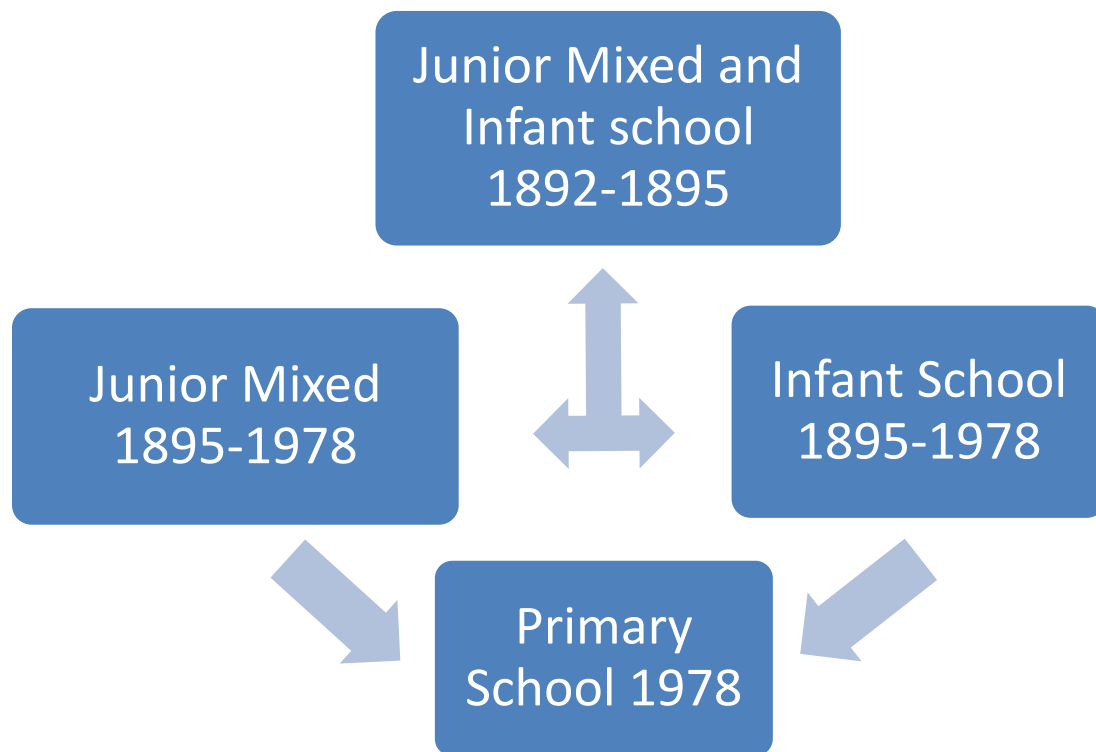 Junior Mixed and
Infant school
1892-1895
Junior Mixed
1895-1978
Infant School
1895-1978
Primary
School 1978